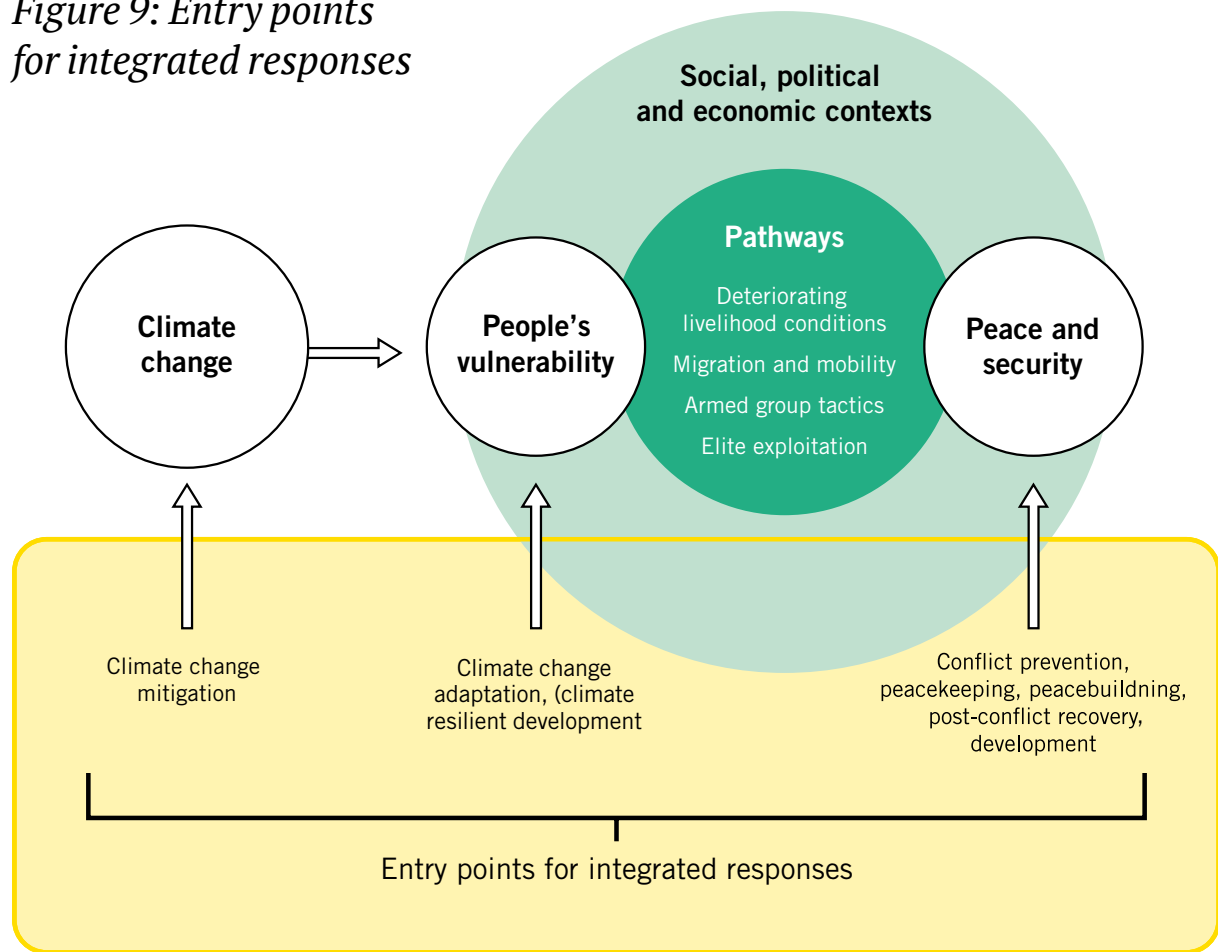 Figure 9: Entry points
for integrated responses
Social, political
and economic contexts
Climate
change
People's
vulnerability
Pathways
Deteriorating
livelihood conditions
Migration and mobility
Armed group tactics
Elite exploitation
Peace and
security
Climate change
mitigation
Climate change
adaptation, (climate
resilient development
Conflict prevention,
peacekeeping, peacebuildning,
post-conflict recovery,
development
Entry points for integrated responses